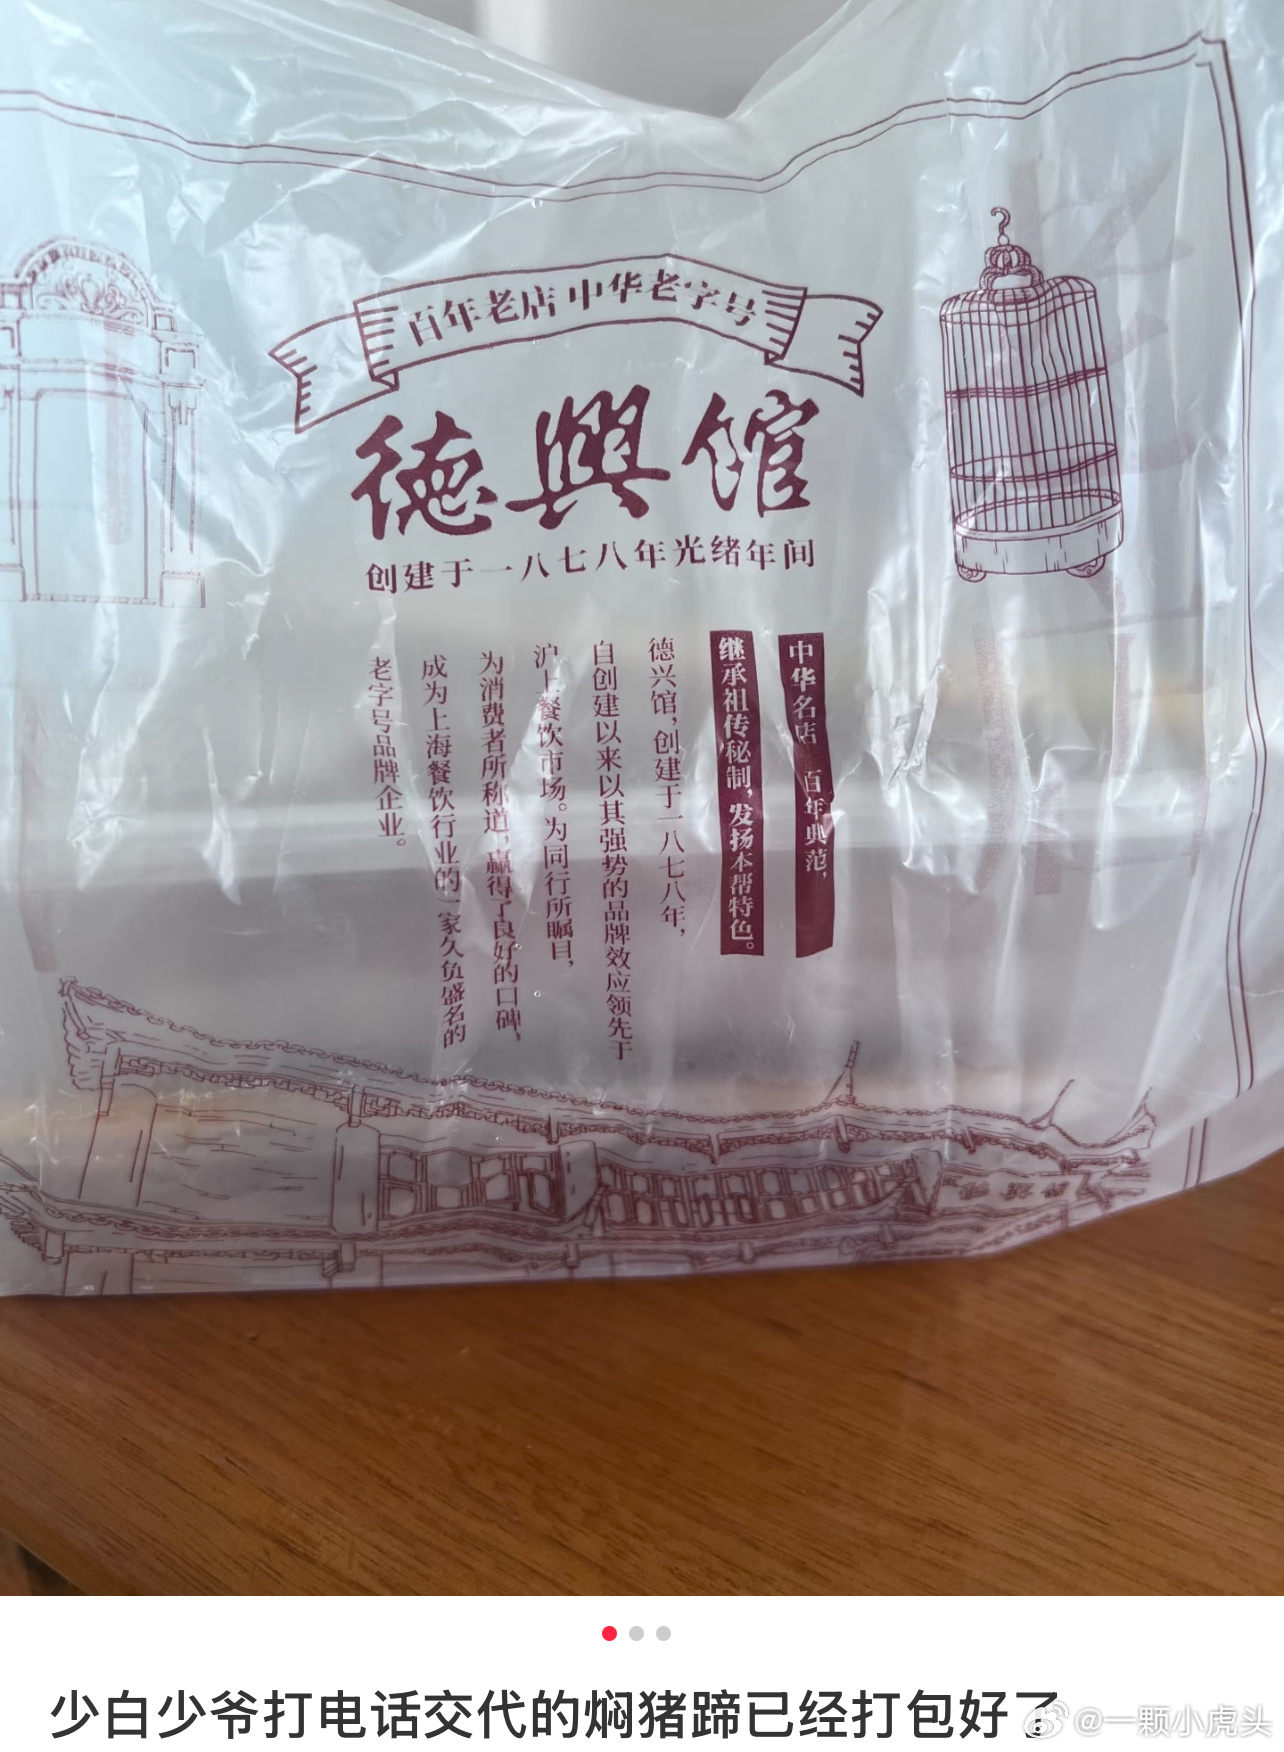 百年老店 中华老字号
德興馆
创建于一八七八年光绪年间
中华名店 百年典范，
继承祖传秘制，发扬本帮特色。
德兴馆，创建于一八七八年，
自创建以来以其强势的品牌效应领先于
沪上餐饮市场。为同行所瞩目，
为消费者所称道，赢得了良好的口碑，
成为上海餐饮行业的一家久负盛名的
老字号品牌企业。
少白少爷打电话交代的焖猪蹄已经打包好了
@一颗小虎头